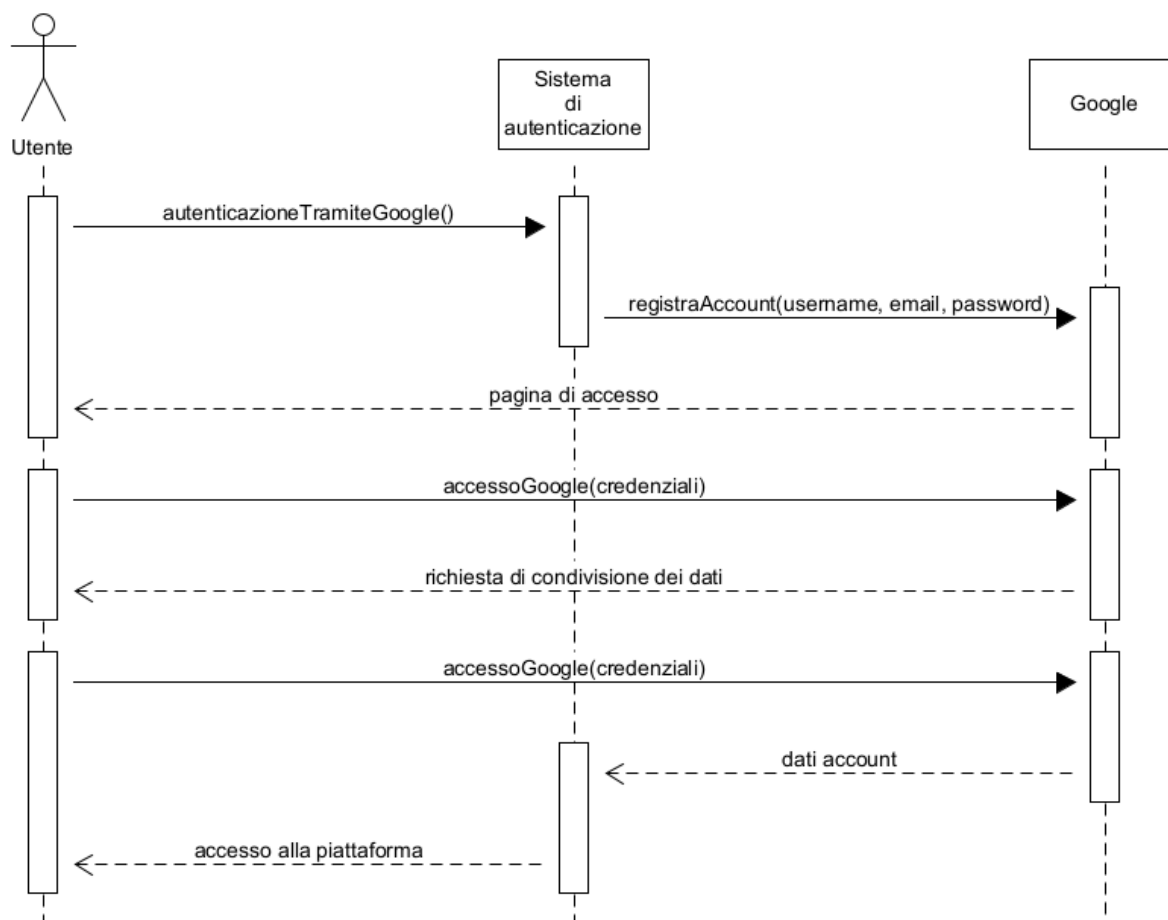 Utente
Sistema
di
autenticazione
Google
autenticazioneTramiteGoogle()
registraAccount(username, email, password)
pagina di accesso
accessoGoogle(credenziali)
richiesta di condivisione dei dati
accessoGoogle(credenziali)
dati account
accesso alla piattaforma